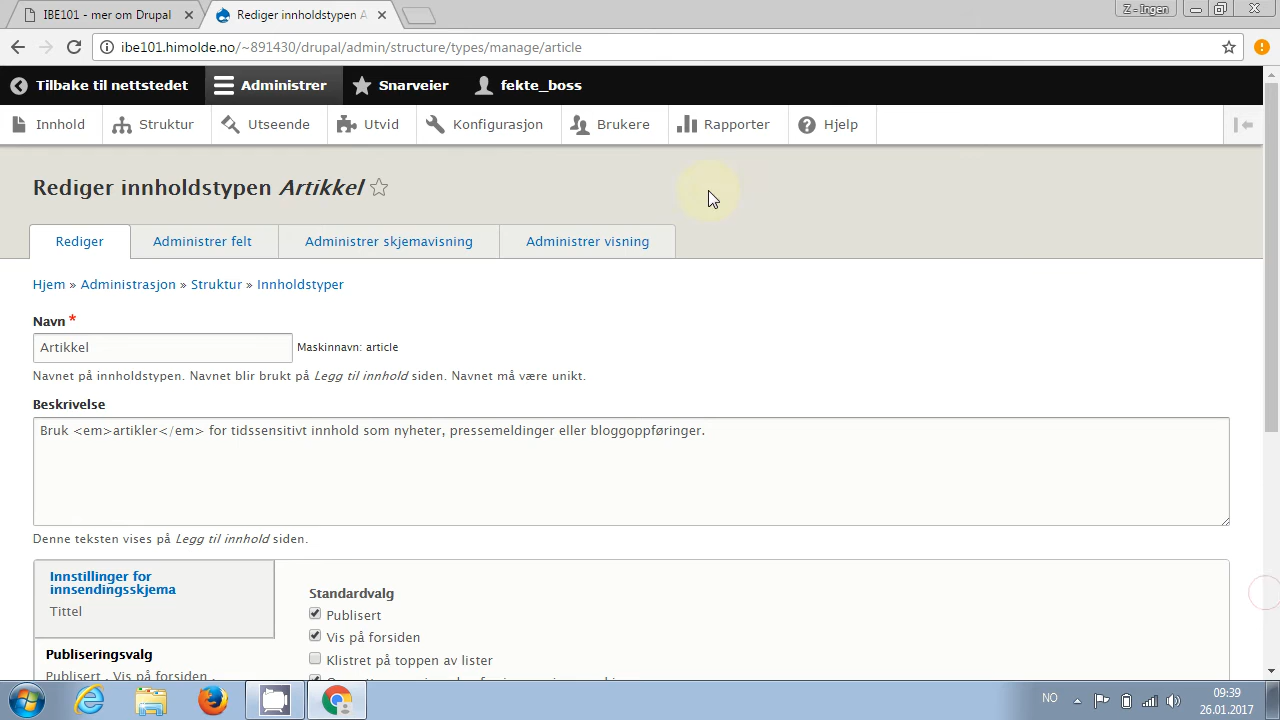 IBE101 - mer om Drupal
Rediger innholdstypen A
Z - Ingen
ibe101.himolde.no/~891430/drupal/admin/structure/types/manage/article
Tilbake til nettstedet
Administrer
Snarveier
fekte_boss
Innhold
Struktur
Utseende
Utvid
Konfigurasjon
Brukere
Rapporter
Hjelp
Rediger innholdstypen Artikkel
Rediger
Administrer felt
Administrer skjemavisning
Administrer visning
Hjem » Administrasjon » Struktur » Innholdstyper
Navn *
Artikkel
Maskinnavn: article
Navnet på innholdstypen. Navnet blir brukt på Legg til innhold siden. Navnet må være unikt.
Beskrivelse
Bruk <em>artikler</em> for tidssensitivt innhold som nyheter, pressemeldinger eller bloggoppføringer.
Denne teksten vises på Legg til innhold siden.
Innstillinger for
innsendingsskjema
Tittel
Publiseringsvalg
Publisert , Vis på forsiden ,
Standardvalg
Publisert
Vis på forsiden
Klistret på toppen av lister
NO
09:39
26.01.2017